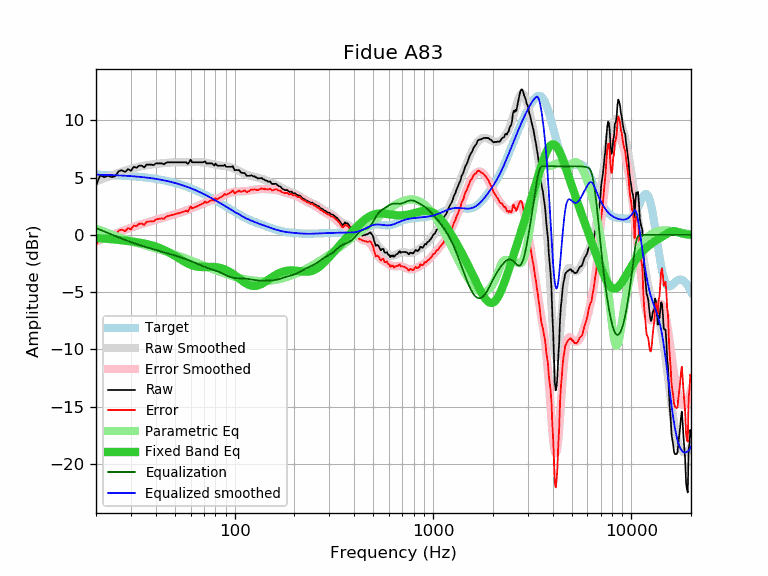 Fidue A83
Amplitude (dBr)
10
5
0
−5
−10
−15
−20
Target
Raw Smoothed
Error Smoothed
Raw
Error
Parametric Eq
Fixed Band Eq
Equalization
Equalized smoothed
100
1000
10000
Frequency (Hz)